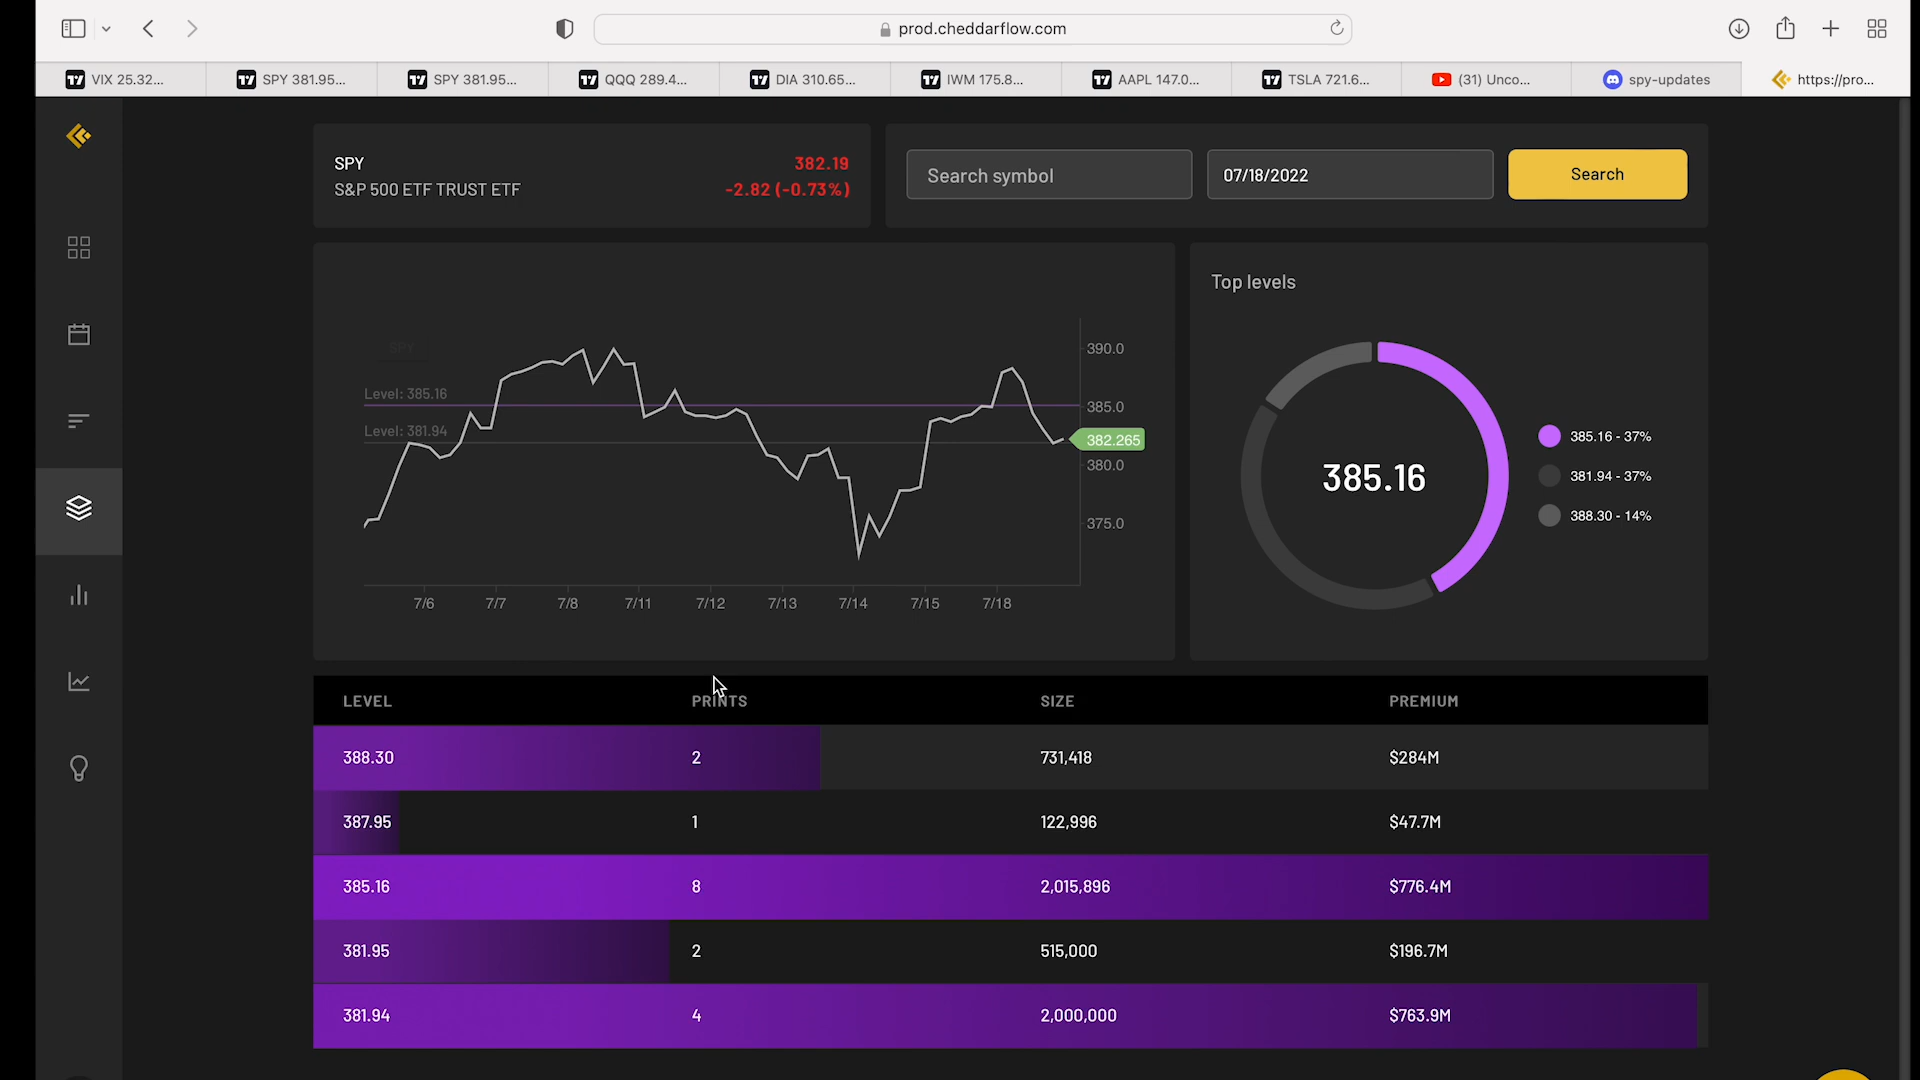 prod.cheddarflow.com
VIX 25.32...
SPY 381.95...
SPY 381.95...
QQQ 289.4...
DIA 310.65...
IWM 175.8...
AAPL 147.0...
TSLA 721.6...
(31) Unco...
spy-updates
https://pro...
SPY
382.19
S&P 500 ETF TRUST ETF
-2.82 (-0.73%)
Search symbol
07/18/2022
Search
SPY
Level: 385.16
Level: 381.94
390.0
385.0
382.265
380.0
375.0
7/6
7/7
7/8
7/11
7/12
7/13
7/14
7/15
7/18
Top levels
385.16
385.16 - 37%
381.94 - 37%
388.30 - 14%
LEVEL PRINTS SIZE PREMIUM
388.30 2 731,418 $284M
387.95 1 122,996 $47.7M
385.16 8 2,015,896 $776.4M
381.95 2 515,000 $196.7M
381.94 4 2,000,000 $763.9M